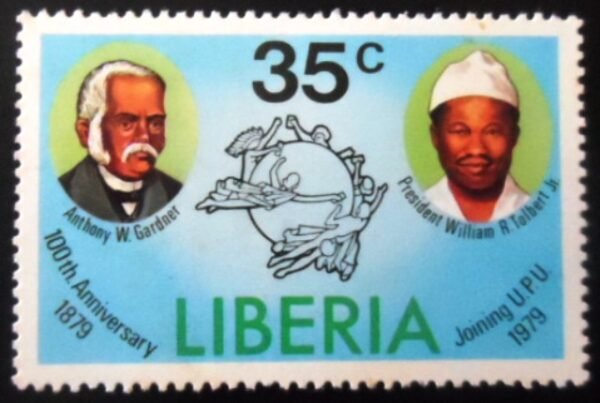 35c
Anthony W. Gardner
President William R. Tolbert Jr.
100th Anniversary
1879
Joining U.P.U.
1979
LIBERIA